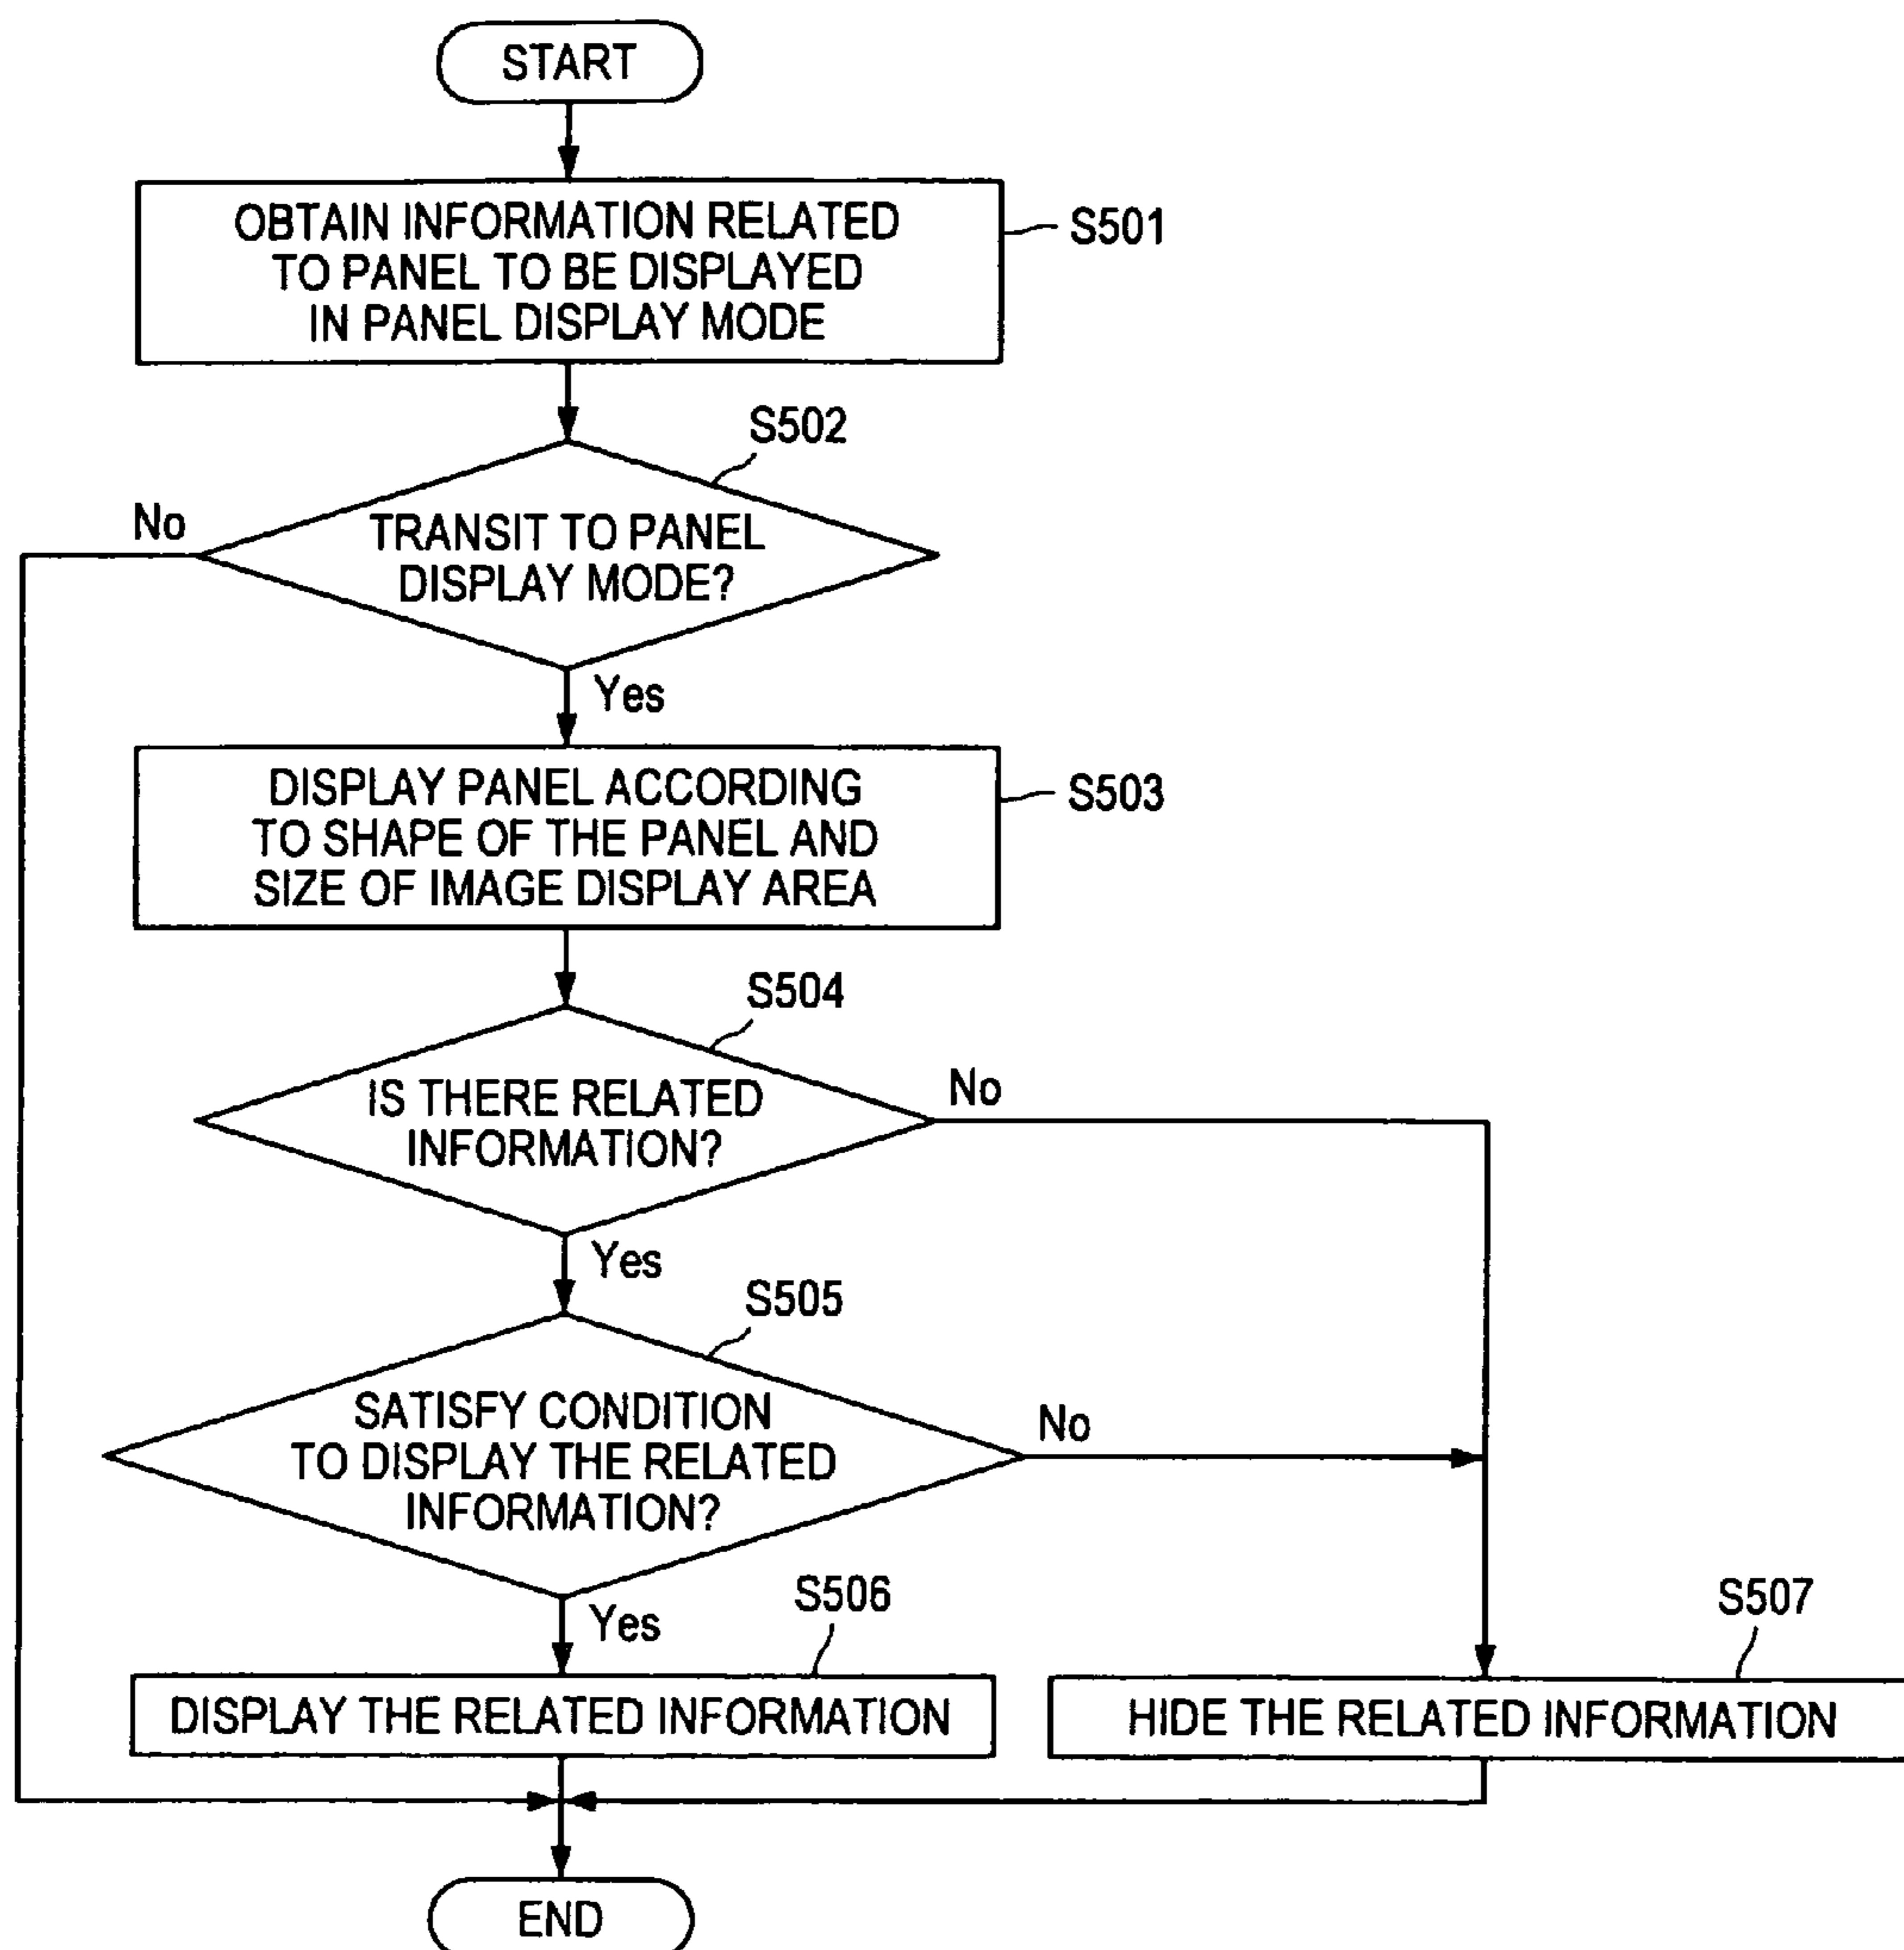 START
OBTAIN INFORMATION RELATED
TO PANEL TO BE DISPLAYED
IN PANEL DISPLAY MODE
S501
S502
No
TRANSIT TO PANEL
DISPLAY MODE?
Yes
DISPLAY PANEL ACCORDING
TO SHAPE OF THE PANEL AND
SIZE OF IMAGE DISPLAY AREA
S503
S504
IS THERE RELATED
INFORMATION?
No
Yes
S505
SATISFY CONDITION
TO DISPLAY THE RELATED
INFORMATION?
No
Yes
S506
S507
DISPLAY THE RELATED INFORMATION
HIDE THE RELATED INFORMATION
END